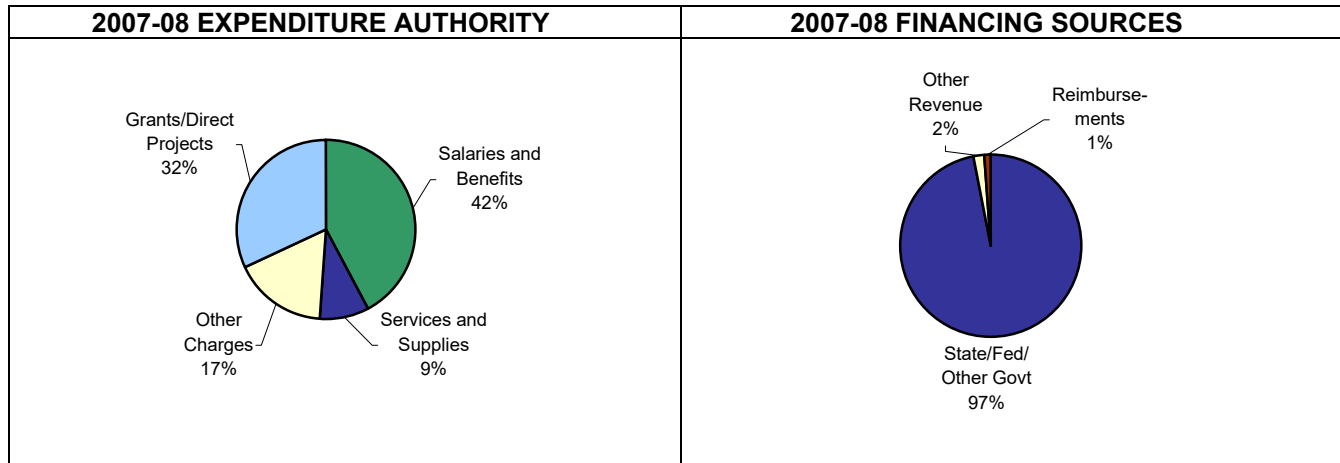 2007-08 EXPENDITURE AUTHORITY
Grants/Direct
Projects
32%
Salaries and
Benefits
42%
Other
Charges
17%
Services and
Supplies
9%
2007-08 FINANCING SOURCES
Other
Revenue
2%
Reimburse-
ments
1%
State/Fed/
Other Govt
97%